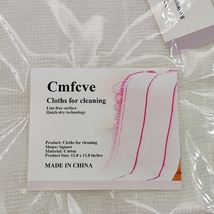 Cmfcve
Cloths for cleaning
Lint-free surface
Quick-dry technology
Product: Cloths for cleaning
Shape: Square
Material: Cotton
Product Size: 11.8 x 11.8 inches
MADE IN CHINA